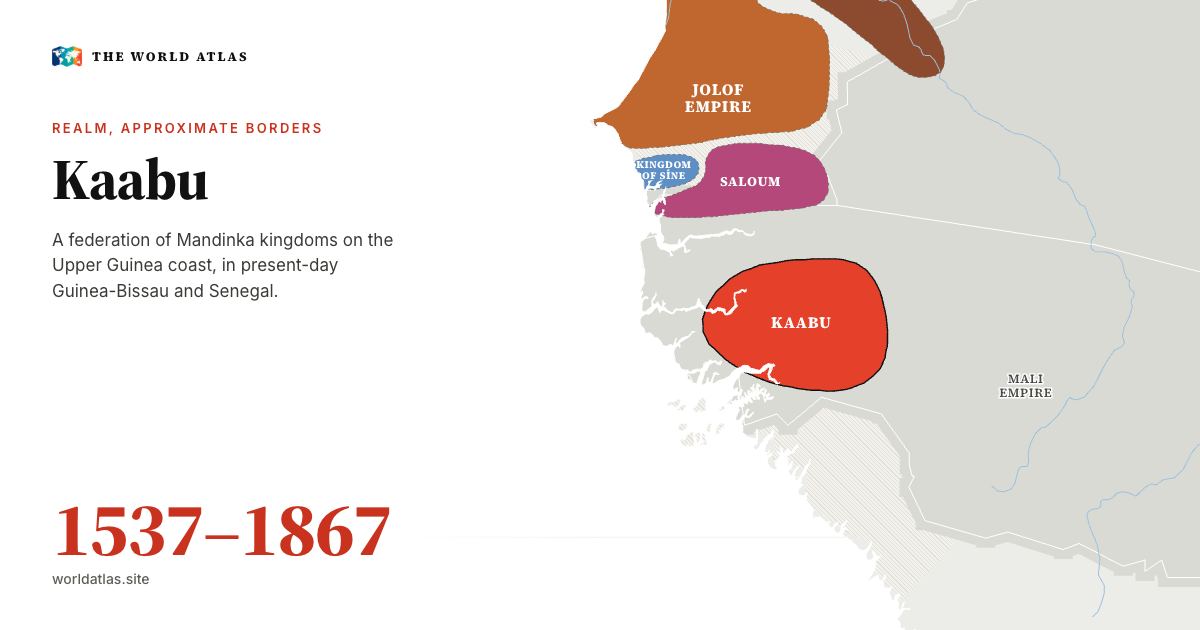 THE WORLD ATLAS
REALM, APPROXIMATE BORDERS
Kaabu
A federation of Mandinka kingdoms on the
Upper Guinea coast, in present-day
Guinea-Bissau and Senegal.
1537–1867
worldatlas.site
JOLOF
EMPIRE
KINGDOM
OF SINE
SALOUM
KAABU
MALI
EMPIRE